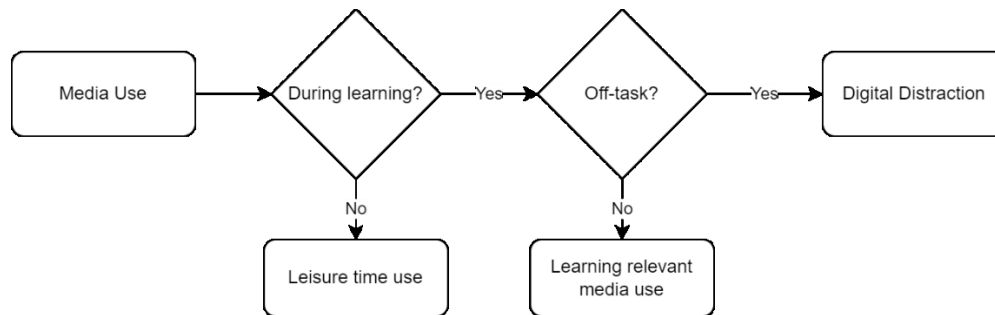 Media Use
During learning?
Yes
Off-task?
Yes
Digital Distraction
No
No
Leisure time use
Learning relevant
media use